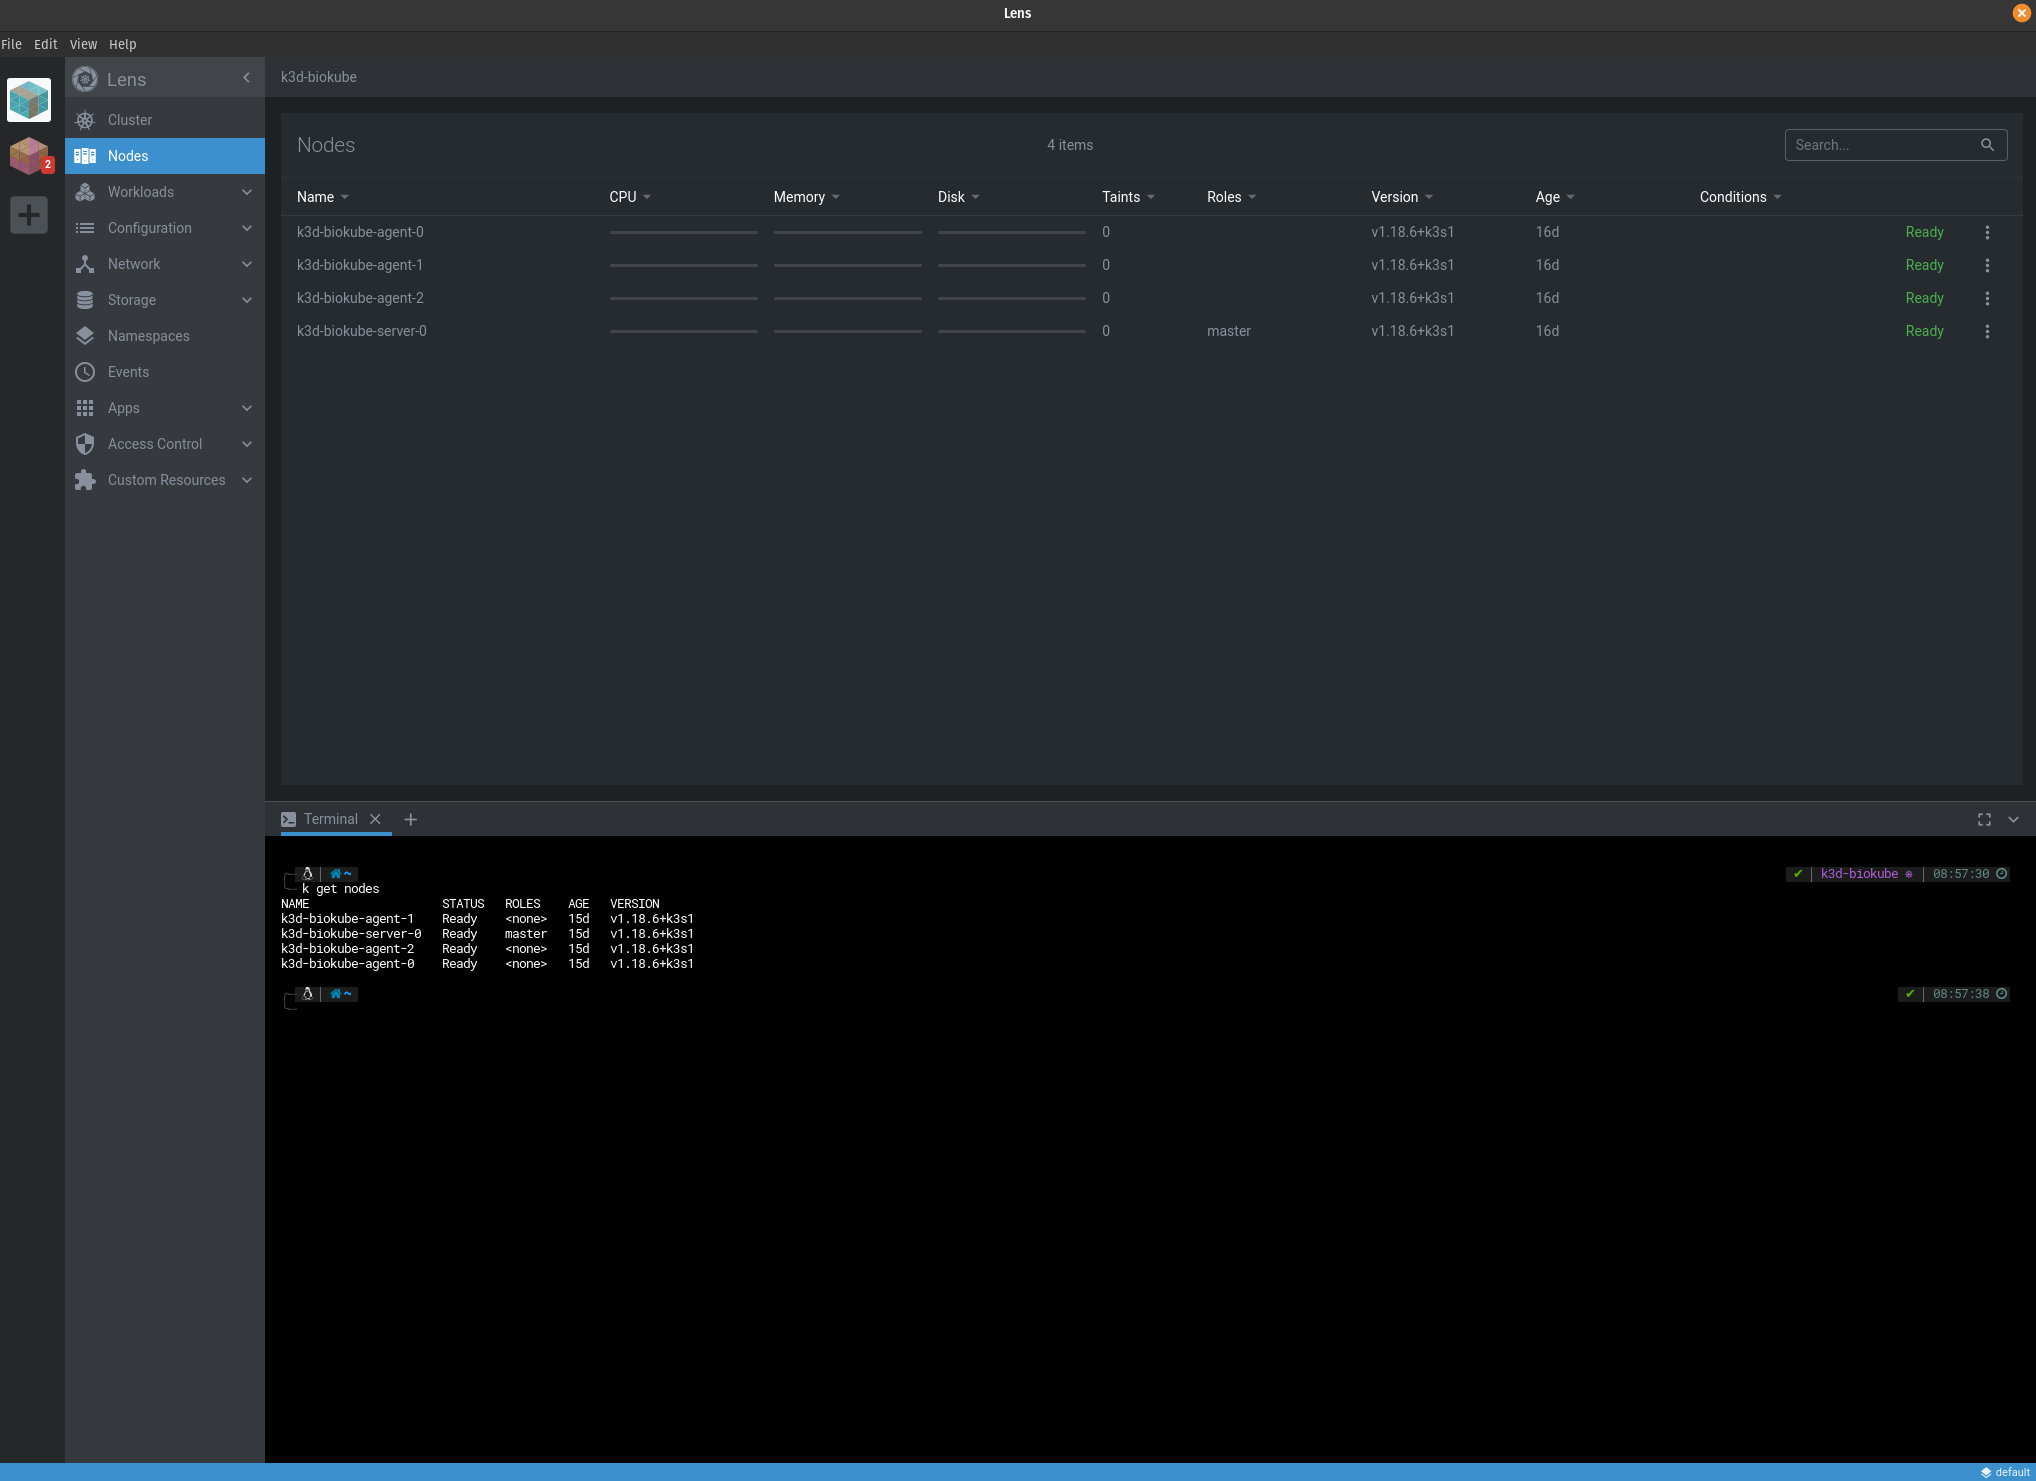 Lens
File Edit View Help
Lens
k3d-biokube
2
Cluster
Nodes
Workloads
Configuration
Network
Storage
Namespaces
Events
Apps
Access Control
Custom Resources
Nodes 4 items Search...
Name CPU Memory Disk Taints Roles Version Age Conditions
k3d-biokube-agent-0 0 v1.18.6+k3s1 16d Ready
k3d-biokube-agent-1 0 v1.18.6+k3s1 16d Ready
k3d-biokube-agent-2 0 v1.18.6+k3s1 16d Ready
k3d-biokube-server-0 0 master v1.18.6+k3s1 16d Ready
Terminal
~ ✔ k3d-biokube ⎈ 08:57:30
k get nodes
NAME STATUS ROLES AGE VERSION
k3d-biokube-agent-1 Ready <none> 15d v1.18.6+k3s1
k3d-biokube-server-0 Ready master 15d v1.18.6+k3s1
k3d-biokube-agent-2 Ready <none> 15d v1.18.6+k3s1
k3d-biokube-agent-0 Ready <none> 15d v1.18.6+k3s1
~ ✔ 08:57:38
default